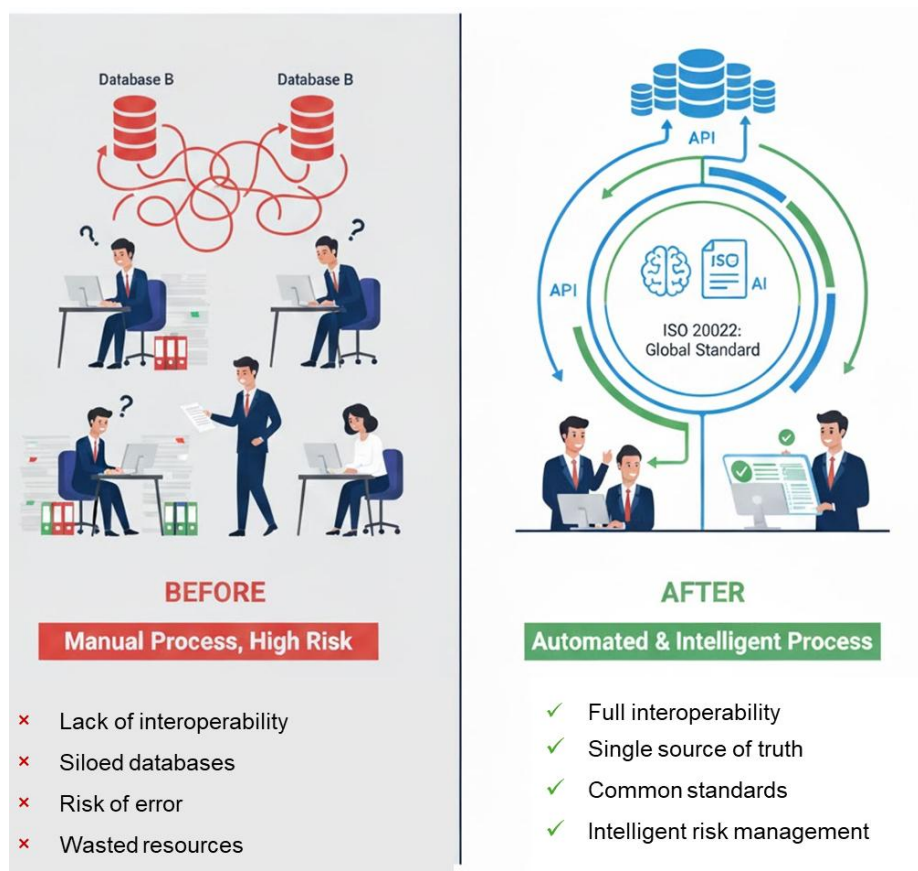 Database B
Database B
?
?
?
BEFORE
Manual Process, High Risk
× Lack of interoperability
× Siloed databases
× Risk of error
× Wasted resources
API
API
ISO
AI
ISO 20022:
Global Standard
AFTER
Automated & Intelligent Process
✓ Full interoperability
✓ Single source of truth
✓ Common standards
✓ Intelligent risk management